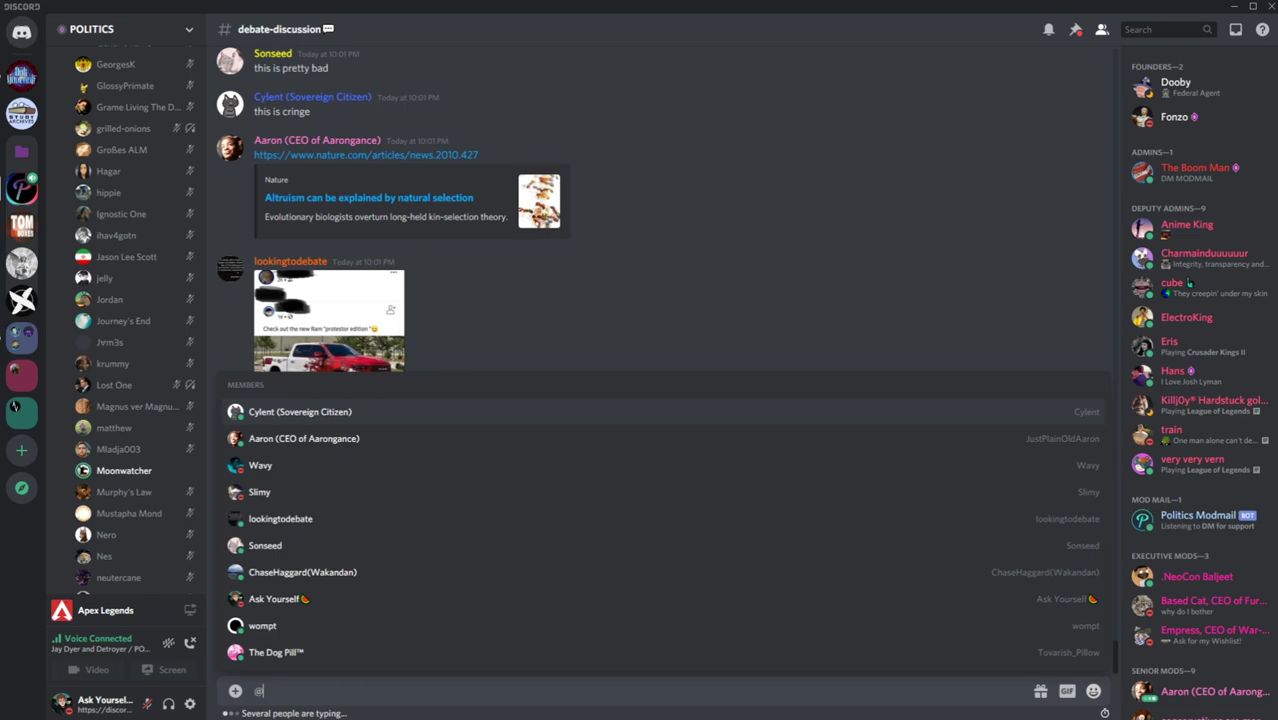 DISCORD
POLITICS
debate-discussion
Search
GeorgesK
GlossyPrimate
Grame Living The D...
grilled-onions
Großes ALM
Hagar
hippie
Ignostic One
ihav4gotn
Jason Lee Scott
jelly
Jordan
Journey's End
J∀m3s
krummy
Lost One
Magnus ver Magnu...
matthew
Mladja003
Moonwatcher
Murphy's Law
Mustapha Mond
Nero
Nes
neutercane
Apex Legends
Voice Connected
Jay Dyer and Detroyer / PO...
Video
Screen
Ask Yoursel...
https://discor...
TOM
BOXES
STUDY
ARCHIVES
Sonseed Today at 10:01 PM
this is pretty bad
Cylent (Sovereign Citizen) Today at 10:01 PM
this is cringe
Aaron (CEO of Aarongance) Today at 10:01 PM
https://www.nature.com/articles/news.2010.427
Nature
Altruism can be explained by natural selection
Evolutionary biologists overturn long-held kin-selection theory.
lookingtodebate Today at 10:01 PM
Check out the new Ram "protestor edition"
MEMBERS
Cylent (Sovereign Citizen) Cylent
Aaron (CEO of Aarongance) JustPlainOldAaron
Wavy Wavy
Slimy Slimy
lookingtodebate lookingtodebate
Sonseed Sonseed
ChaseHaggard(Wakandan) ChaseHaggard(Wakandan)
Ask Yourself🍉 Ask Yourself 🍉
wompt wompt
The Dog Pill™ Tovarish_Pillow
@
GIF
Several people are typing...
FOUNDERS—2
Dooby
Federal Agent
Fonzo
ADMINS—1
The Boom Man
DM MODMAIL
DEPUTY ADMINS—9
Anime King
Charmainduuuuuur
Integrity, transparency and...
cube
They creepin' under my skin
ElectroKing
Eris
Playing Crusader Kings II
Hans
I Love Josh Lyman
Killj0y® Hardstuck gol...
Playing League of Legends
train
One man alone can't de...
very very vern
Playing League of Legends
MOD MAIL—1
Politics Modmail BOT
Listening to DM for support
EXECUTIVE MODS—3
.NeoCon Baljeet
Based Cat, CEO of Fur...
why do I bother
Empress, CEO of War-...
Ask for my Wishlist!
SENIOR MODS—9
Aaron (CEO of Aarong...